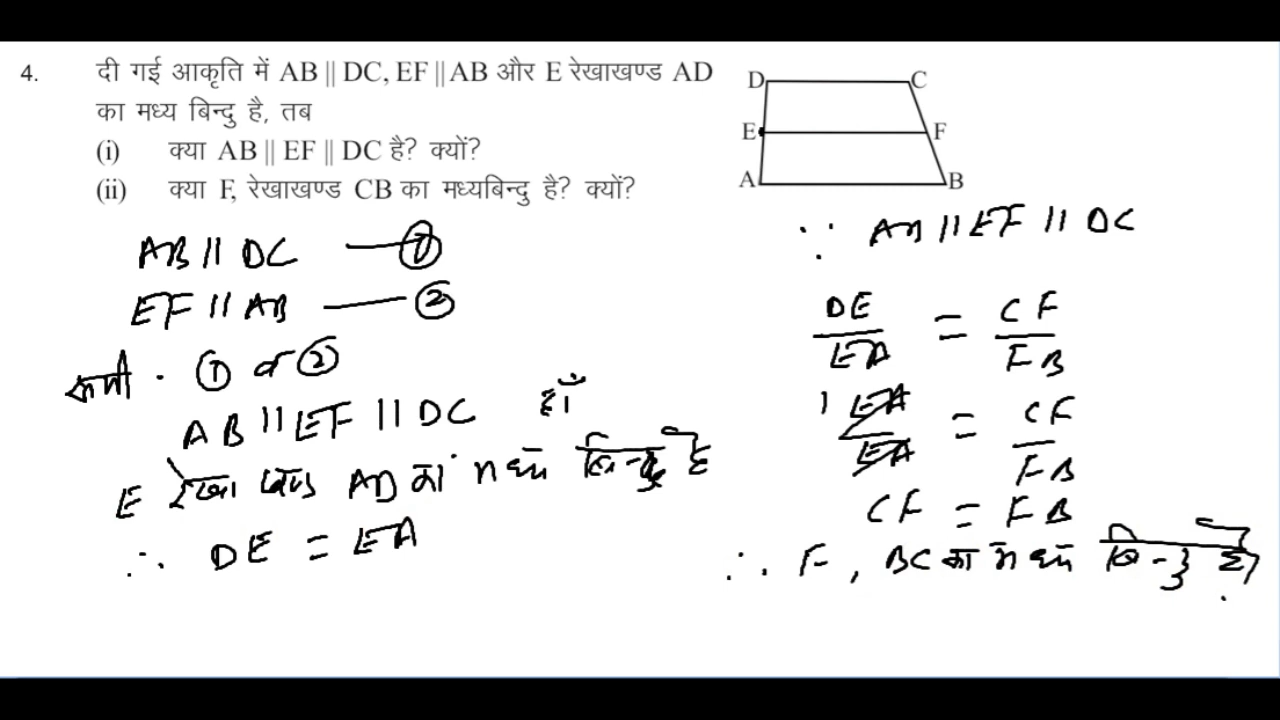 4. दी गई आकृति में AB || DC, EF || AB और E रेखाखण्ड AD
का मध्य बिन्दु है, तब
(i) क्या AB || EF || DC है? क्यों?
(ii) क्या F, रेखाखण्ड CB का मध्यबिन्दु है? क्यों?
D C
E F
A B
AB || DC — ①
EF || AB — ②
① व ②
AB || EF || DC हाँ
E रेखा खण्ड AD का मध्य बिन्दु है
∴ DE = EA
∵ AB || EF || DC
DE/EA = CF/FB
1 EA/EA = CF/FB
CF = FB
∴ F, BC का मध्य बिन्दु है